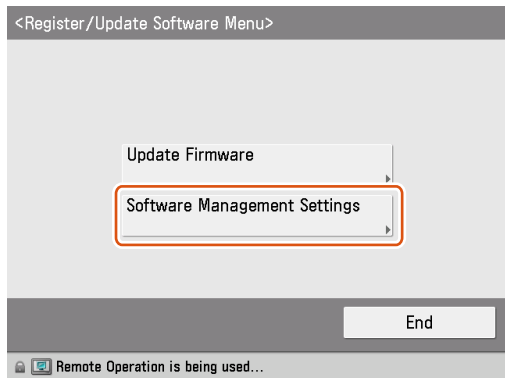 <Register/Update Software Menu>
Update Firmware
Software Management Settings
End
Remote Operation is being used...